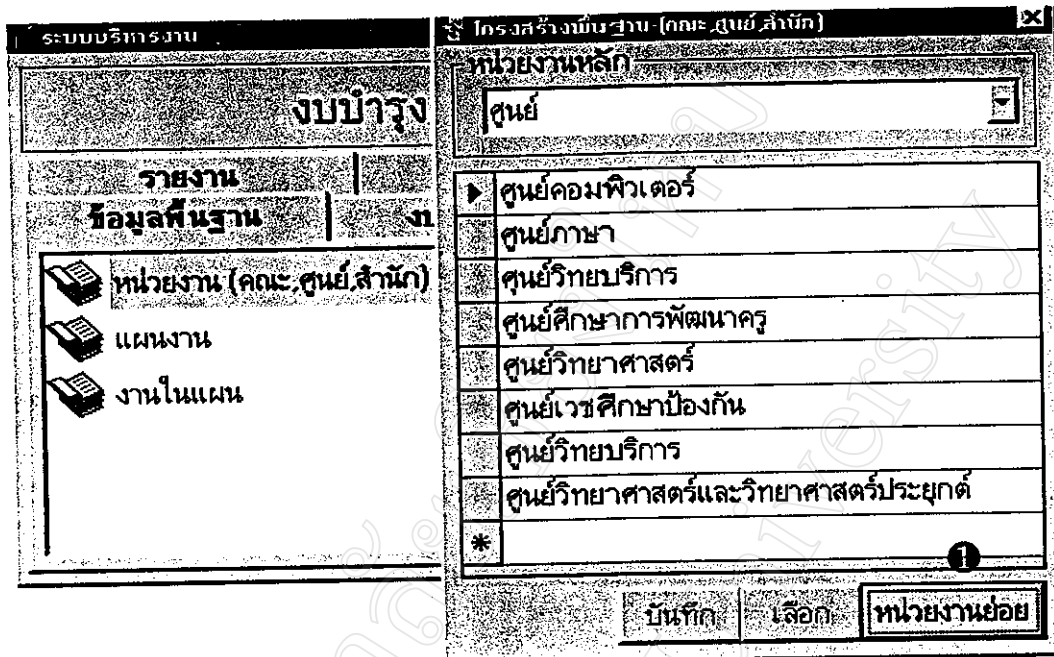 ระบบบริหารงาน
งบบำรุง
รายงาน
ข้อมูลพื้นฐาน
งบ
หน่วยงาน (คณะ,ศูนย์,สำนัก)
แผนงาน
งานในแผน
โครงสร้างพื้นฐาน-(คณะ,ศูนย์,สำนัก)
หน่วยงานหลัก
ศูนย์
ศูนย์คอมพิวเตอร์
ศูนย์ภาษา
ศุนย์วิทยบริการ
ศูนย์ศึกษาการพัฒนาครู
ศูนย์วิทยาศาสตร์
ศูนย์เวชศึกษาป้องกัน
ศูนย์วิทยบริการ
ศูนย์วิทยาศาสตร์และวิทยาศาสตร์ประยุกต์
1
บันทึก เลือก หน่วยงานย่อย
University